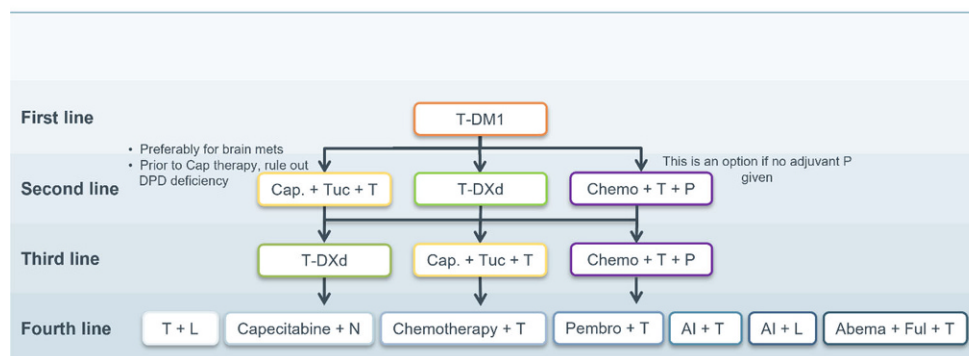 First line
T-DM1
• Preferably for brain mets
• Prior to Cap therapy, rule out
DPD deficiency
This is an option if no adjuvant P
given
Second line
Cap. + Tuc + T
T-DXd
Chemo + T + P
Third line
T-DXd
Cap. + Tuc + T
Chemo + T + P
Fourth line
T + L
Capecitabine + N
Chemotherapy + T
Pembro + T
AI + T
AI + L
Abema + Ful + T